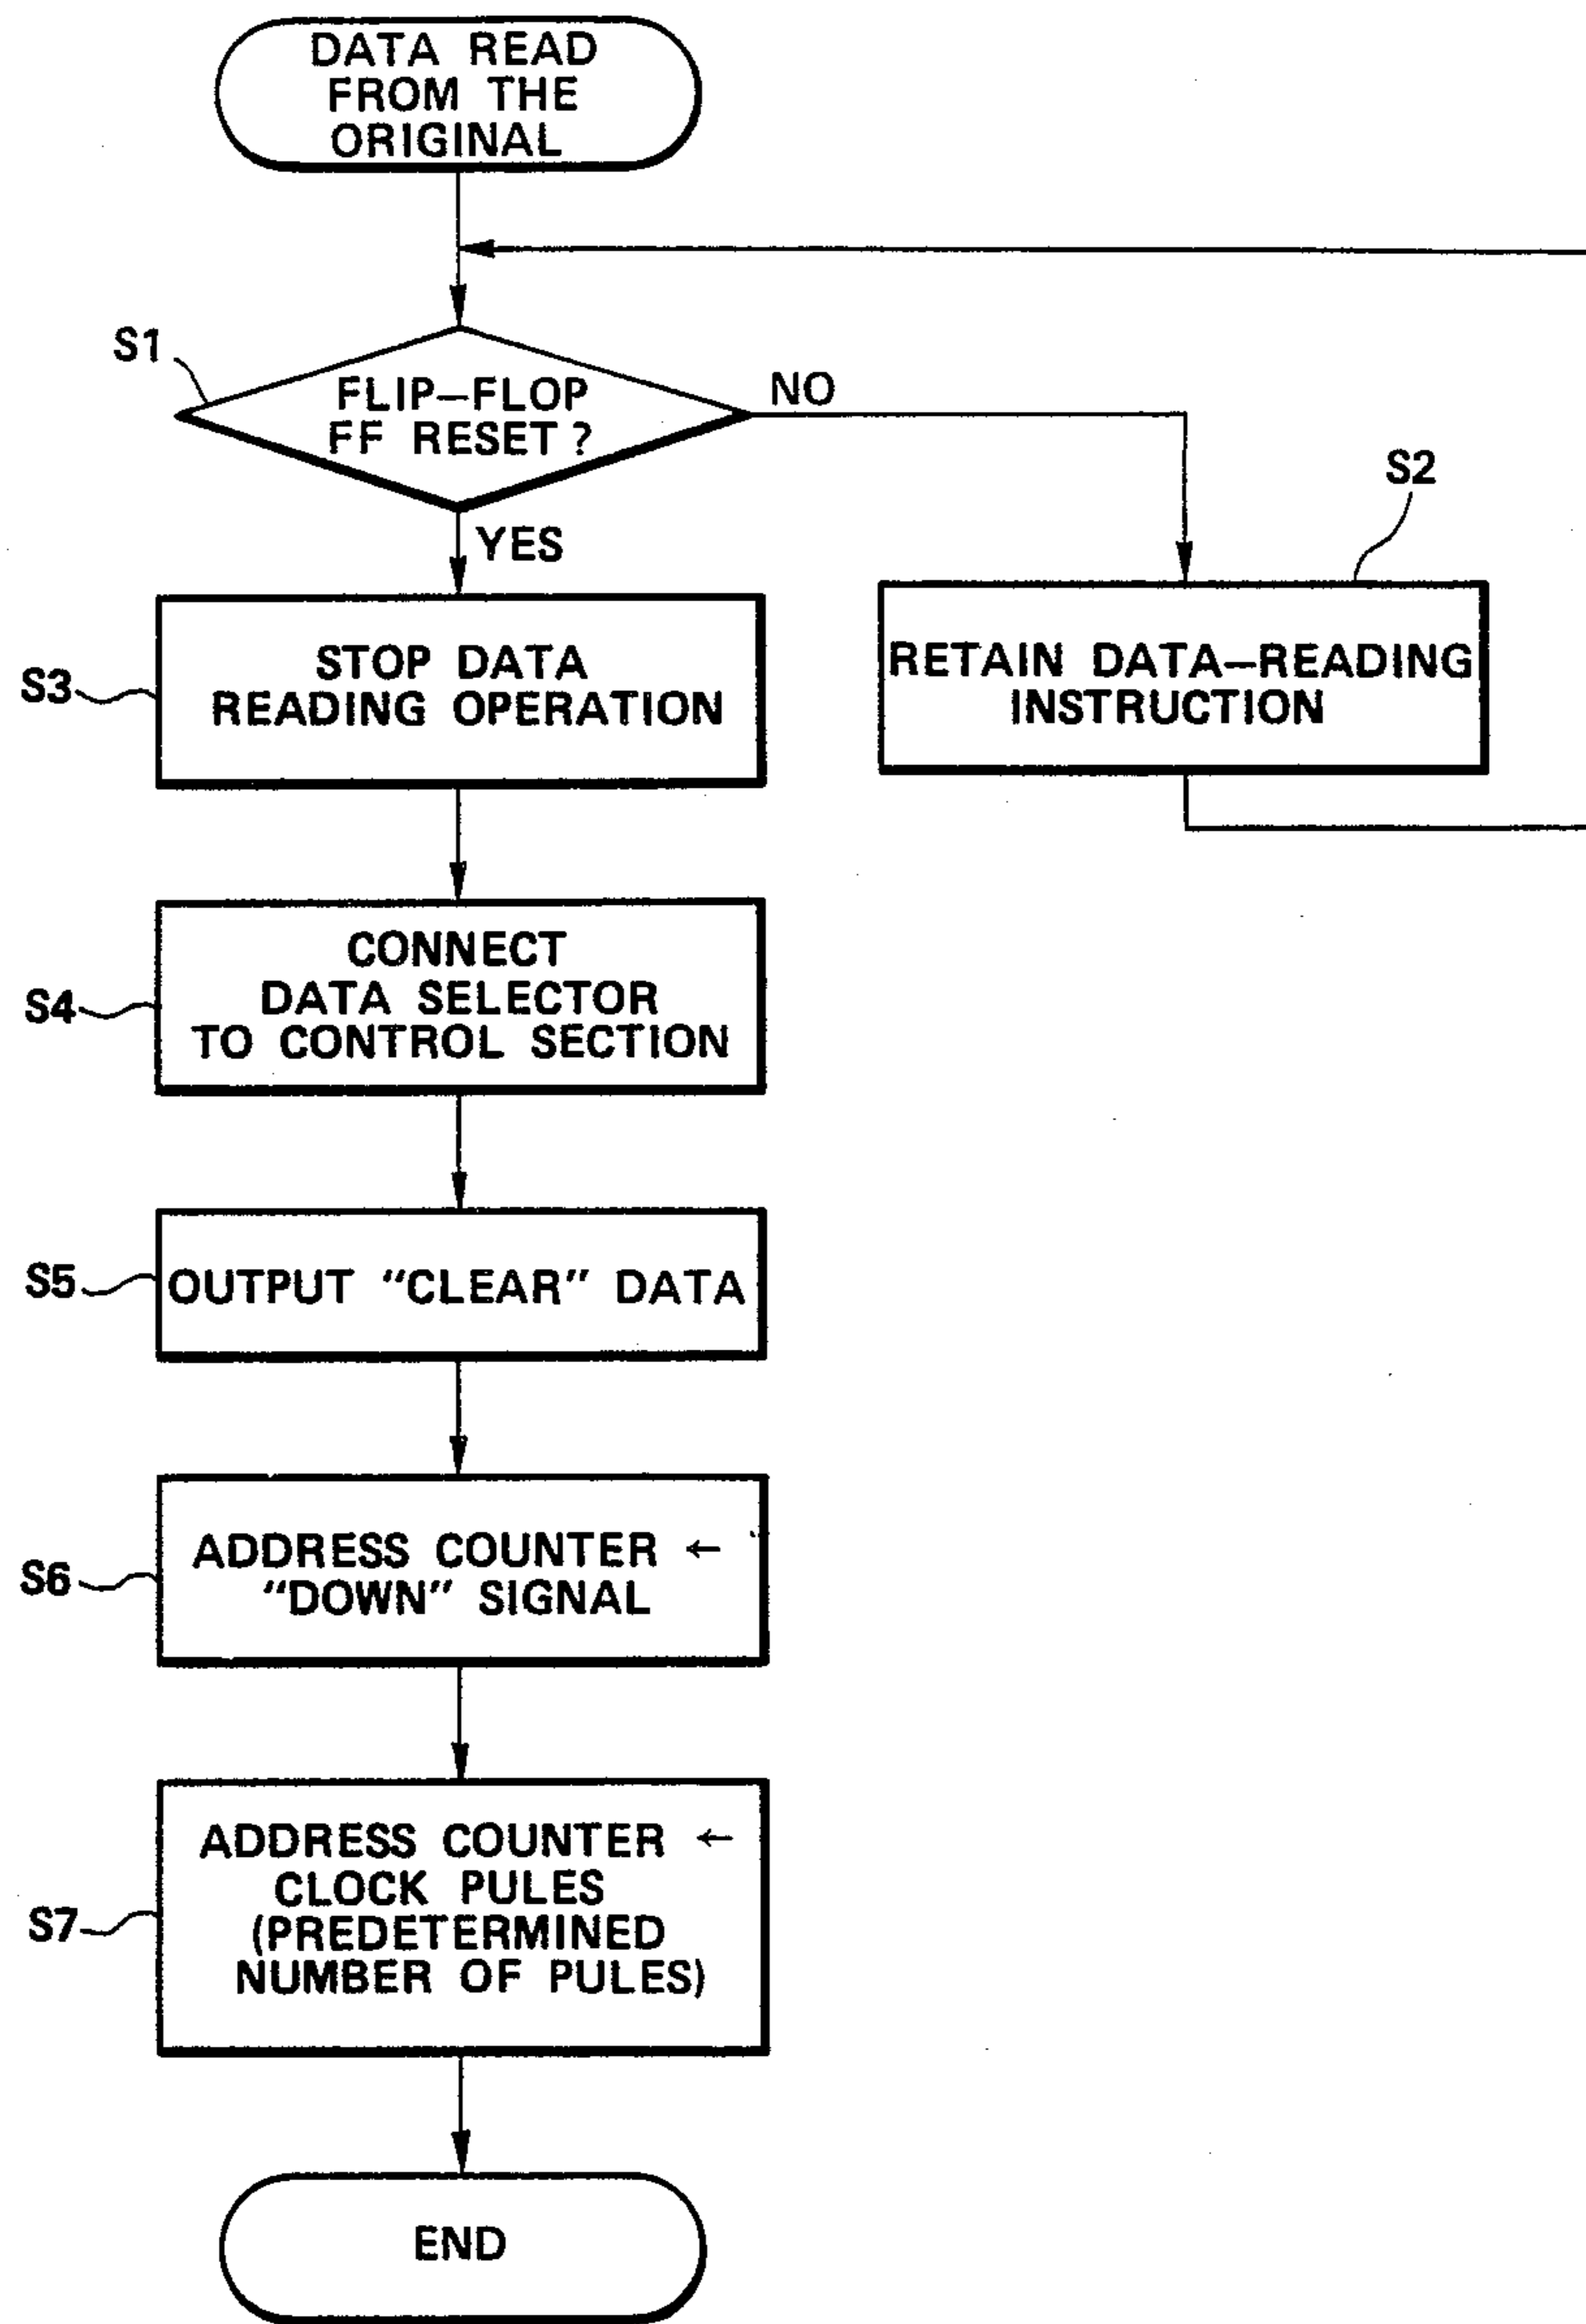 DATA READ
FROM THE
ORIGINAL
S1
FLIP-FLOP
FF RESET?
NO
YES
S2
RETAIN DATA-READING
INSTRUCTION
S3
STOP DATA
READING OPERATION
S4
CONNECT
DATA SELECTOR
TO CONTROL SECTION
S5
OUTPUT "CLEAR" DATA
S6
ADDRESS COUNTER ←
"DOWN" SIGNAL
S7
ADDRESS COUNTER ←
CLOCK PULES
(PREDETERMINED
NUMBER OF PULES)
END